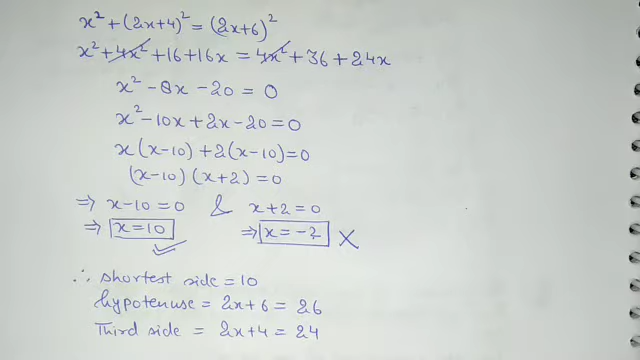 x² + (2x+4)² = (2x+6)²
x² + 4x² + 16 + 16x = 4x² + 36 + 24x
x² - 8x - 20 = 0
x² - 10x + 2x - 20 = 0
x(x-10) + 2(x-10) = 0
(x-10)(x+2) = 0
⇒ x-10 = 0 & x+2 = 0
⇒ x = 10 ⇒ x = -2 X
∴ shortest side = 10
hypotenuse = 2x+6 = 26
Third side = 2x+4 = 24